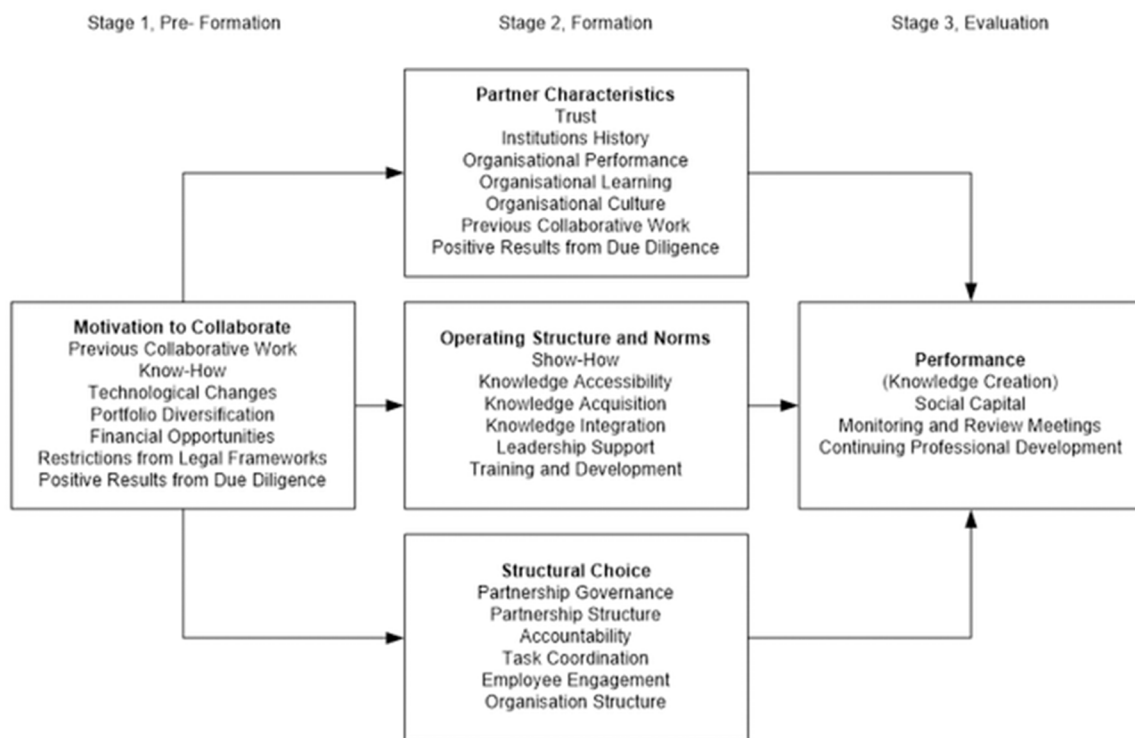 Stage 1, Pre- Formation
Stage 2, Formation
Stage 3, Evaluation
Partner Characteristics
Trust
Institutions History
Organisational Performance
Organisational Learning
Organisational Culture
Previous Collaborative Work
Positive Results from Due Diligence
Motivation to Collaborate
Previous Collaborative Work
Know-How
Technological Changes
Portfolio Diversification
Financial Opportunities
Restrictions from Legal Frameworks
Positive Results from Due Diligence
Operating Structure and Norms
Show-How
Knowledge Accessibility
Knowledge Acquisition
Knowledge Integration
Leadership Support
Training and Development
Performance
(Knowledge Creation)
Social Capital
Monitoring and Review Meetings
Continuing Professional Development
Structural Choice
Partnership Governance
Partnership Structure
Accountability
Task Coordination
Employee Engagement
Organisation Structure